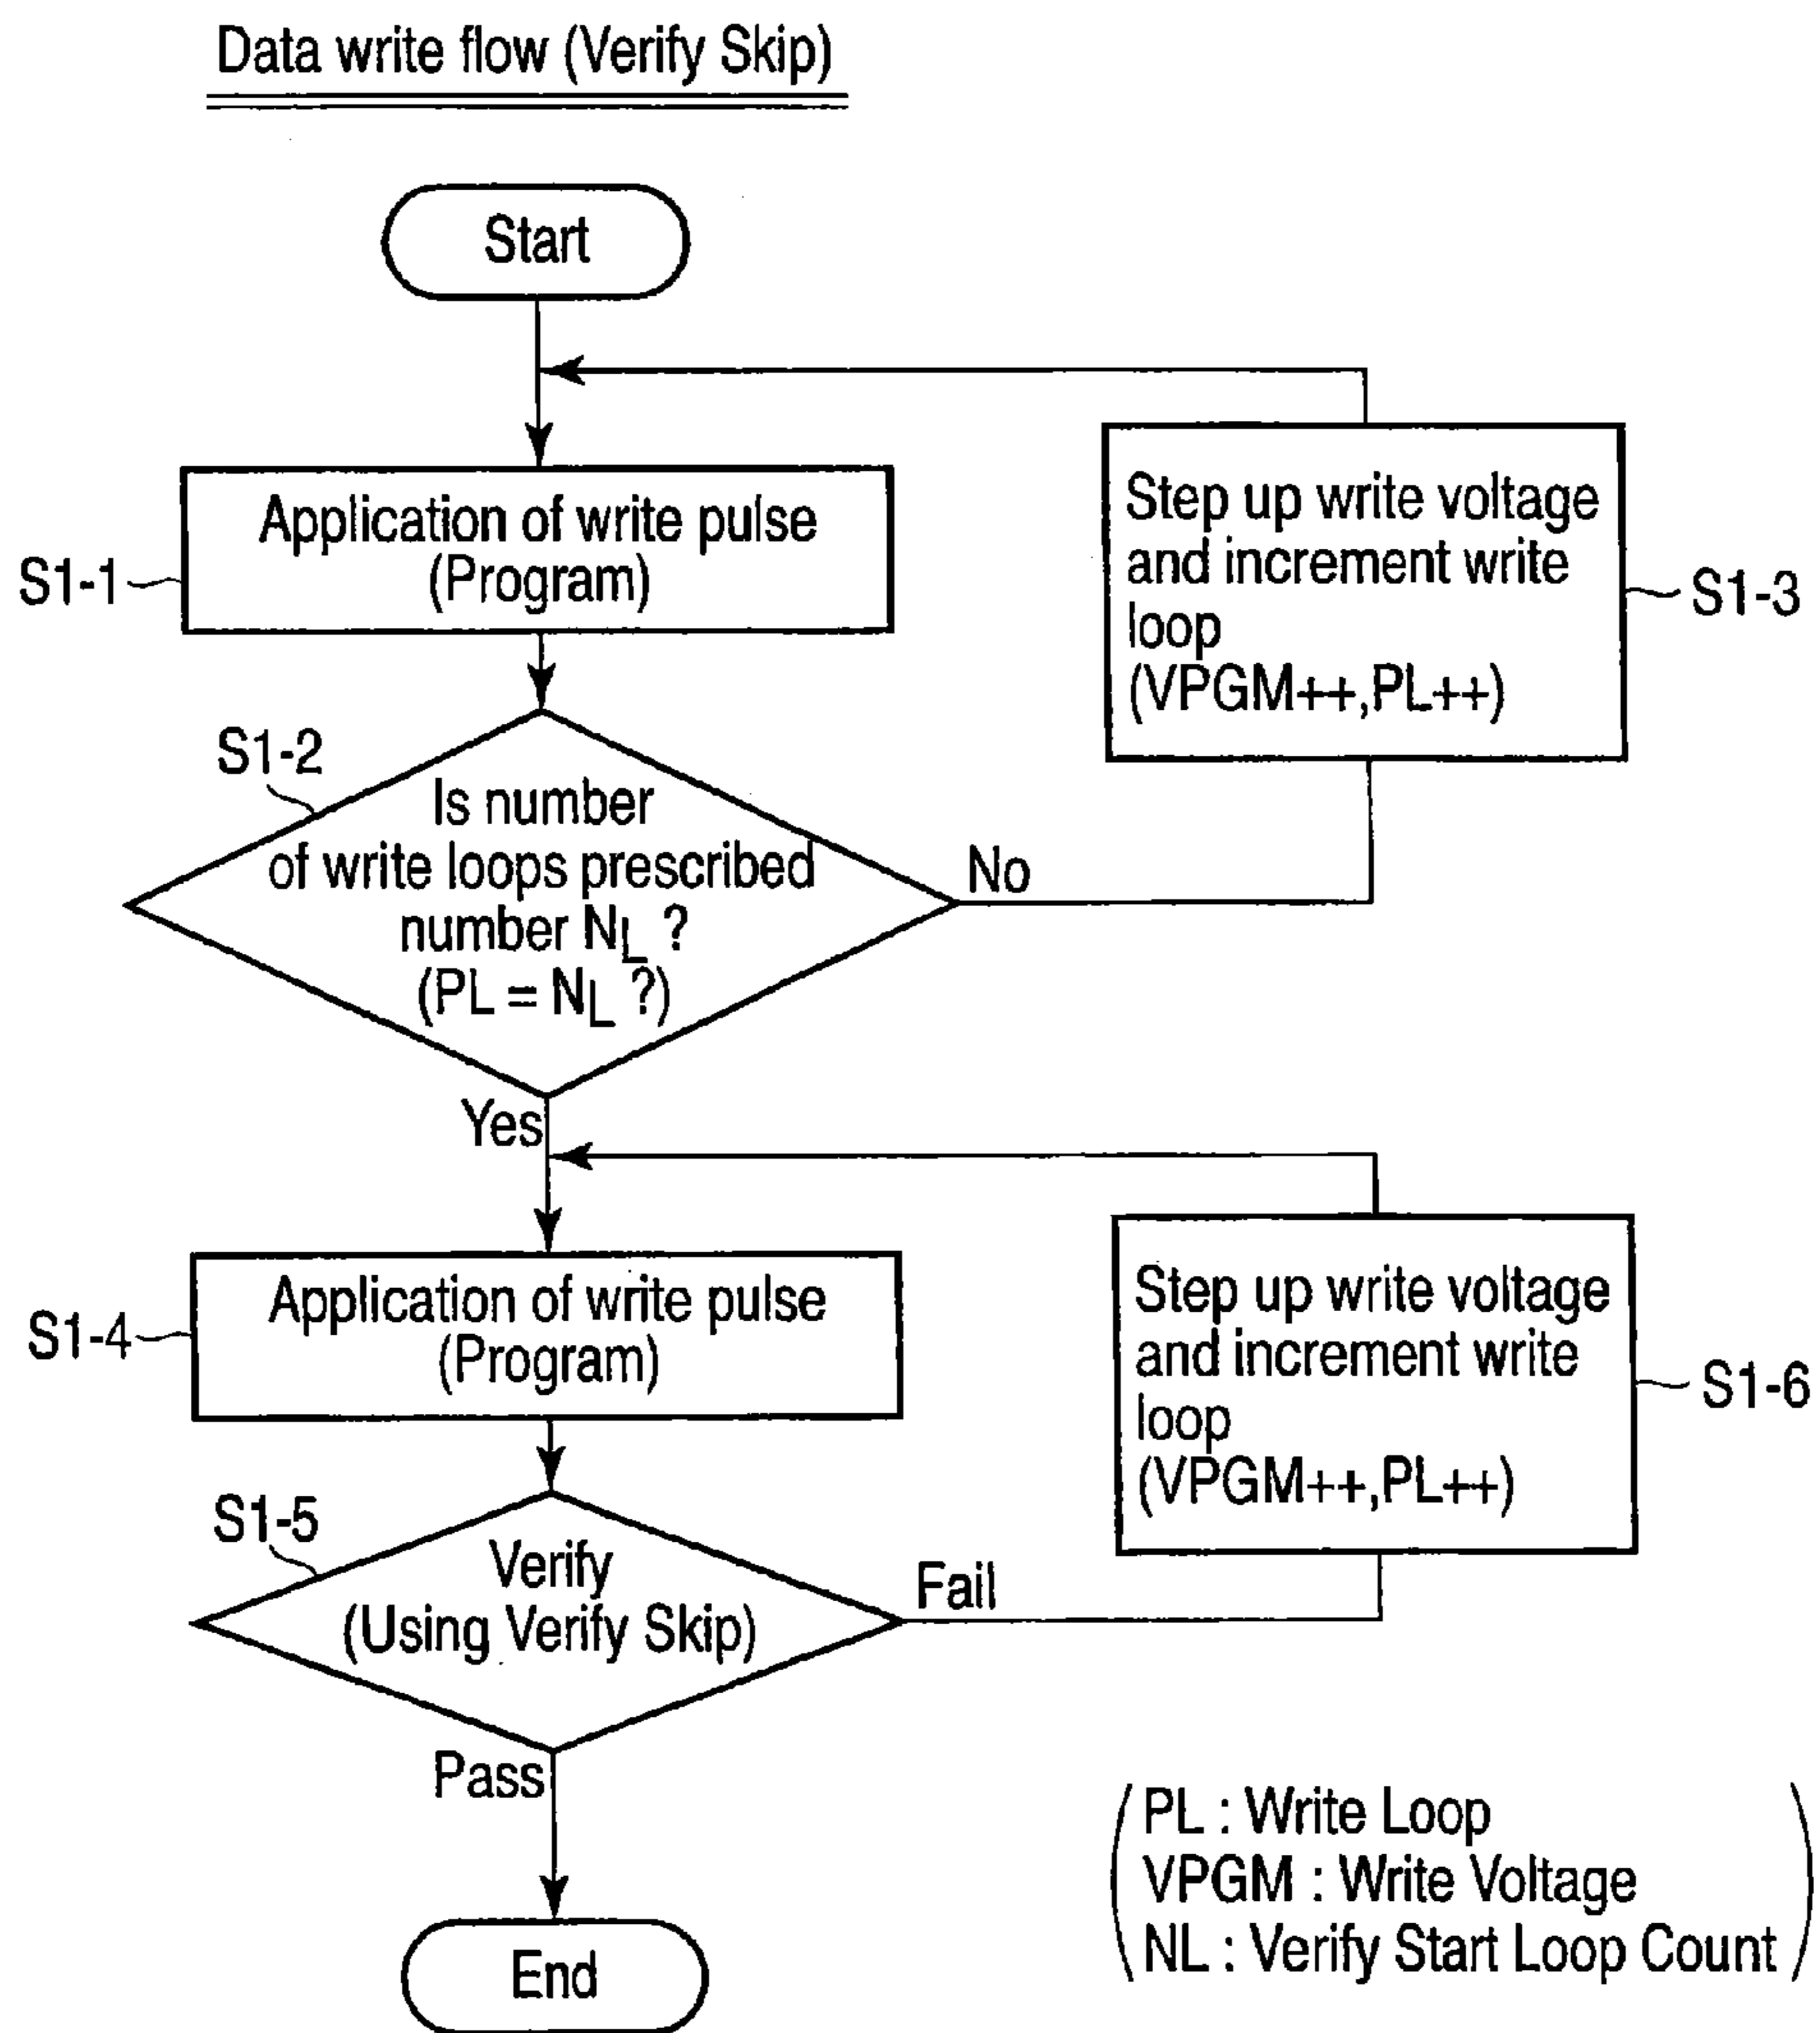 Data write flow (Verify Skip)
Start
Application of write pulse
(Program)
S1-1
Step up write voltage
and increment write
loop
(VPGM++,PL++)
S1-3
S1-2
Is number
of write loops prescribed
number NL ?
(PL = NL ?)
No
Yes
Application of write pulse
(Program)
S1-4
Step up write voltage
and increment write
loop
(VPGM++,PL++)
S1-6
S1-5
Verify
(Using Verify Skip)
Fail
Pass
End
PL : Write Loop
VPGM : Write Voltage
NL : Verify Start Loop Count